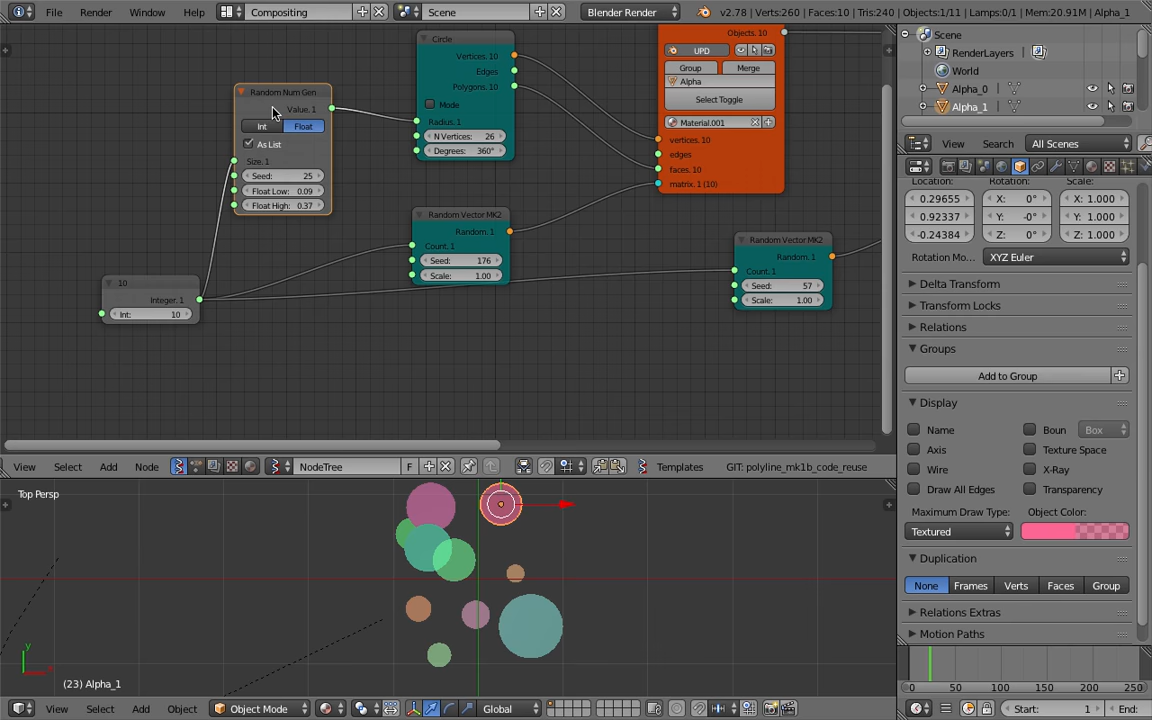 File Render Window Help Compositing Scene Blender Render v2.78 | Verts:260 | Faces:10 | Tris:240 | Objects:1/11 | Lamps:0/1 | Mem:20.91M | Alpha_1
Circle
Vertices. 10
Edges
Polygons. 10
Mode
Radius. 1
N Vertices: 26
Degrees: 360°
Random Num Gen
Value. 1
Int Float
As List
Size. 1
Seed: 25
Float Low: 0.09
Float High: 0.37
10
Integer. 1
Int: 10
Random Vector MK2
Random. 1
Count. 1
Seed: 176
Scale: 1.00
Objects. 10
UPD
Group Merge
Alpha
Select Toggle
Material.001
vertices. 10
edges
faces. 10
matrix. 1 (10)
Random Vector MK2
Random. 1
Count. 1
Seed: 57
Scale: 1.00
View Select Add Node NodeTree F Templates GIT: polyline_mk1b_code_reuse
Top Persp
y
x
(23) Alpha_1
View Select Add Object Object Mode Global
Scene
RenderLayers
World
Alpha_0
Alpha_1
View Search All Scenes
Location: Rotation: Scale:
0.29655 X: 0° X: 1.000
0.92337 Y: -0° Y: 1.000
-0.24384 Z: 0° Z: 1.000
Rotation Mo... XYZ Euler
Delta Transform
Transform Locks
Relations
Groups
Add to Group
Display
Name Boun Box
Axis Texture Space
Wire X-Ray
Draw All Edges Transparency
Maximum Draw Type: Object Color:
Textured
Duplication
None Frames Verts Faces Group
Relations Extras
Motion Paths
0 50 100 150 200 250
Start: 1 End: